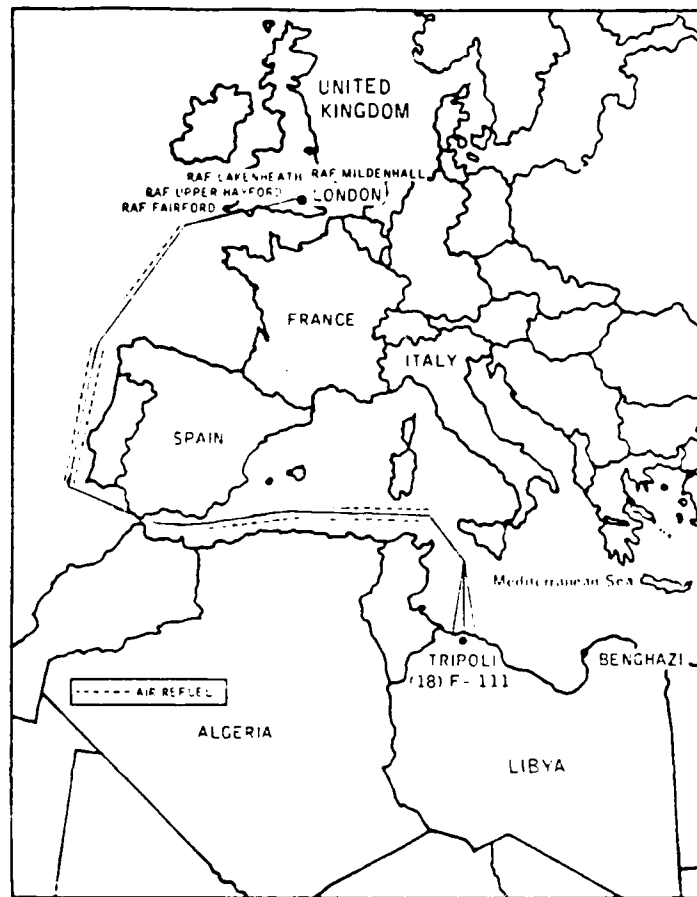 UNITED
KINGDOM
RAF LAKENHEATH RAF MILDENHALL
RAF UPPER HAYFORD
LONDON
RAF FAIRFORD
FRANCE
ITALY
SPAIN
Mediterranean Sea
TRIPOLI
BENGHAZI
(18) F-111
AIR REFUEL
ALGERIA
LIBYA